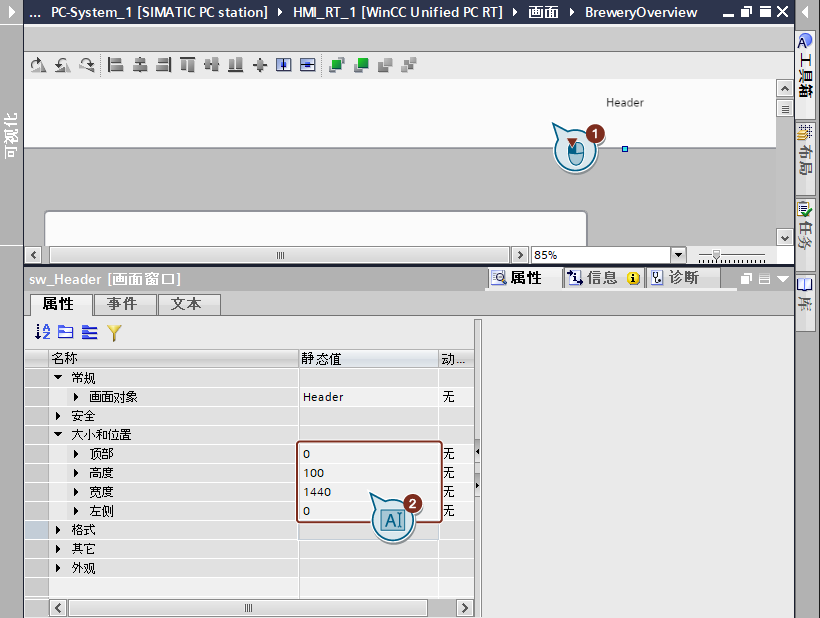 ... PC-System_1 [SIMATIC PC station] HMI_RT_1 [WinCC Unified PC RT] 画面 BreweryOverview
可视化
Header
1
85%
工具箱
布局
任务
库
sw_Header [画面窗口]
属性 信息 诊断
属性 事件 文本
名称 静态值 动...
常规
画面对象 Header 无
安全
大小和位置
顶部 0 无
高度 100 无
宽度 1440 无
左侧 0 无
2
AI
格式
其它
外观